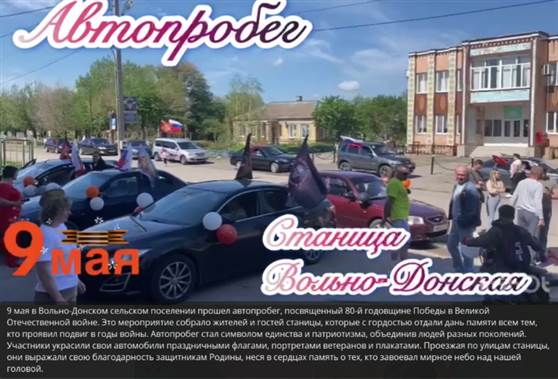 Автопробег
9 мая
Станица
Вольно-Донская
9 мая в Вольно-Донском сельском поселении прошел автопробег, посвященный 80-й годовщине Победы в Великой
Отечественной войне. Это мероприятие собрало жителей и гостей станицы, которые с гордостью отдали дань памяти всем тем,
кто проявил подвиг в годы войны. Автопробег стал символом единства и патриотизма, объединив людей разных поколений.
Участники украсили свои автомобили праздничными флагами, портретами ветеранов и плакатами. Проезжая по улицам станицы,
они выражали свою благодарность защитникам Родины, неся в сердцах память о тех, кто завоевал мирное небо над нашей
головой.